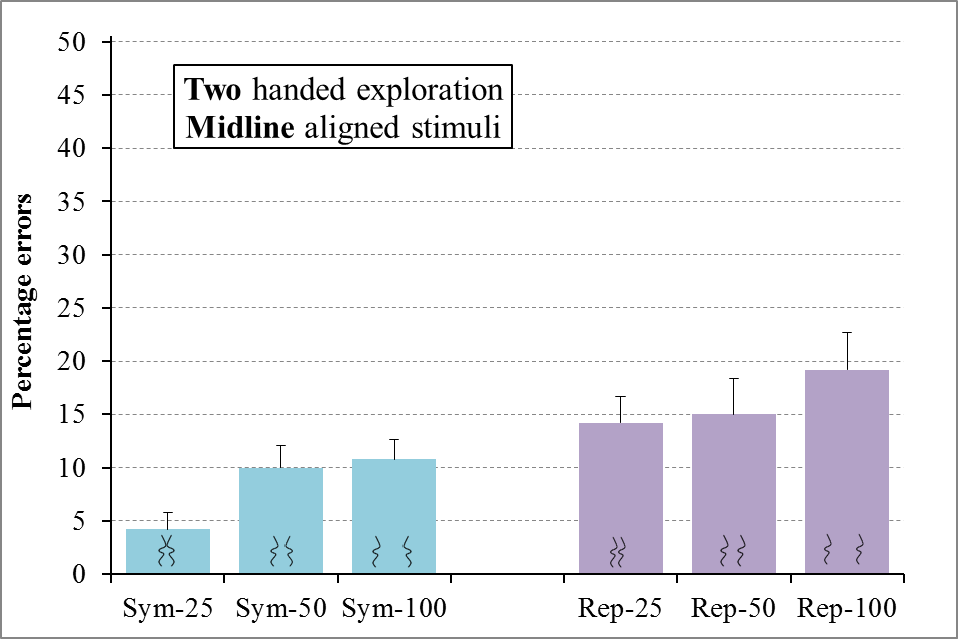 50
45
40
35
30
25
20
15
10
5
0
Percentage errors
Two handed exploration
Midline aligned stimuli
Sym-25 Sym-50 Sym-100 Rep-25 Rep-50 Rep-100